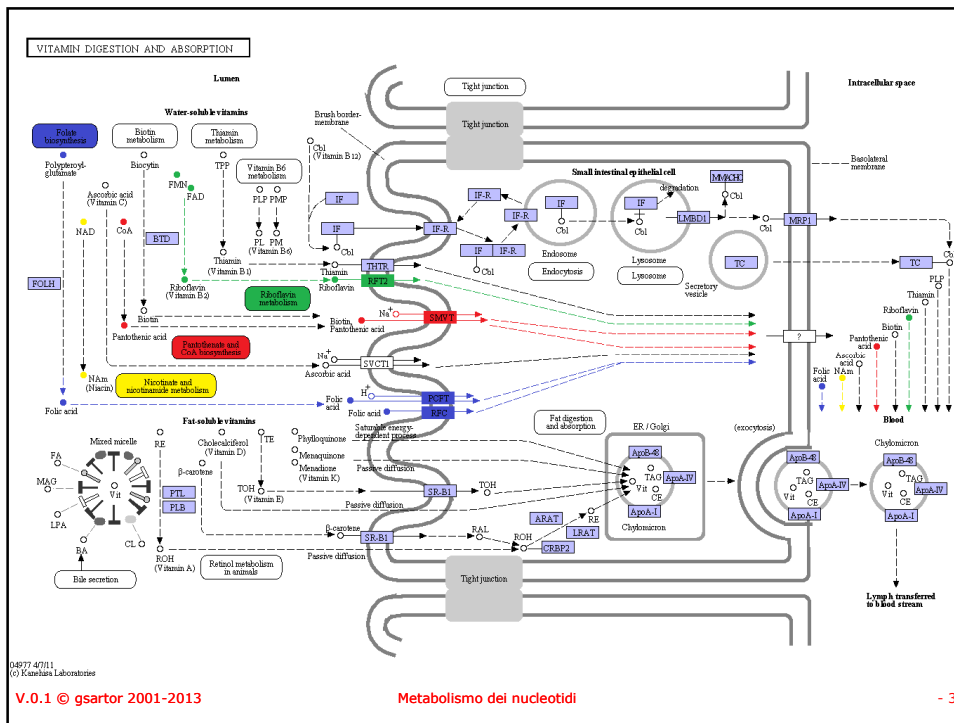 VITAMIN DIGESTION AND ABSORPTION
Lumen
Intracellular space
Tight junction
Tight junction
Water-soluble vitamins
Folate
biosynthesis
Biotin
metabolism
Thiamin
metabolism
Brush border-
membrane
Cbl
(Vitamin B12)
Polypteroyl-
glutamate
Biocytin
TPP
Vitamin B6
metabolism
Basolateral
membrane
Ascorbic acid
(Vitamin C)
FMN
FAD
PLP
PMP
Small intestinal epithelial cell
MMACHC
degradation
Cbl
NAD
CoA
BTD
PL
PM
(Vitamin B6)
IF
IF
Cbl
IF-R
IF-R
IF-R
IF
IF-R
Cbl
IF
Cbl
Endosome
Endocytosis
IF
Cbl
Lysosome
Lysosome
LMBD1
Cbl
MRP1
Secretory
vesicle
TC
TC
Cbl
FOLH
Thiamin
(Vitamin B1)
Thiamin
THTR
Riboflavin
(Vitamin B2)
Riboflavin
RFT2
Riboflavin
metabolism
Biotin
Pantothenic acid
Na+
Biotin
Pantothenic acid
SMVT
Pantothenate and
CoA biosynthesis
Na+
Ascorbic acid
SVCT1
?
PLP
Thiamin
Riboflavin
Biotin
Pantothenic
acid
Ascorbic
acid
NAm
Folic
acid
NAm
(Niacin)
Nicotinate and
nicotinamide metabolism
Folic acid
Folic
acid
H+
PCFT
Folic acid
RFC
Blood
Fat-soluble vitamins
Saturable energy-
dependent process
Fat digestion
and absorption
ER / Golgi
(exocytosis)
Chylomicron
Mixed micelle
FA
MAG
LPA
BA
CL
Vit
RE
Cholecalciferol
(Vitamin D)
TE
Phylloquinone
Menaquinone
Menadione
(Vitamin K)
Passive diffusion
β-carotene
PTL
PLB
TOH
(Vitamin E)
Passive diffusion
SR-B1
TOH
ApoB-48
TAG
Vit
CE
ApoA-IV
ApoA-I
Chylomicron
ApoB-48
TAG
Vit
CE
ApoA-IV
ApoA-I
ApoB-48
TAG
Vit
CE
ApoA-IV
ApoA-I
β-carotene
SR-B1
RAL
ROH
ARAT
LRAT
RE
CRBP2
Passive diffusion
ROH
(Vitamin A)
Retinol metabolism
in animals
Bile secretion
Tight junction
Lymph transferred
to blood stream
04977 4/7/11
(c) Kanehisa Laboratories
V.0.1 © gsartor 2001-2013
Metabolismo dei nucleotidi
- 3